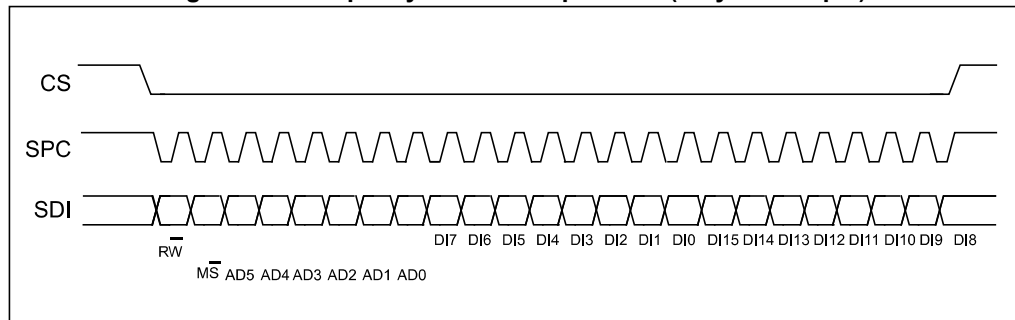 CS
SPC
SDI
DI7 DI6 DI5 DI4 DI3 DI2 DI1 DI0 DI15 DI14 DI13 DI12 DI11 DI10 DI9 DI8
RW̅
MS̅ AD5 AD4 AD3 AD2 AD1 AD0